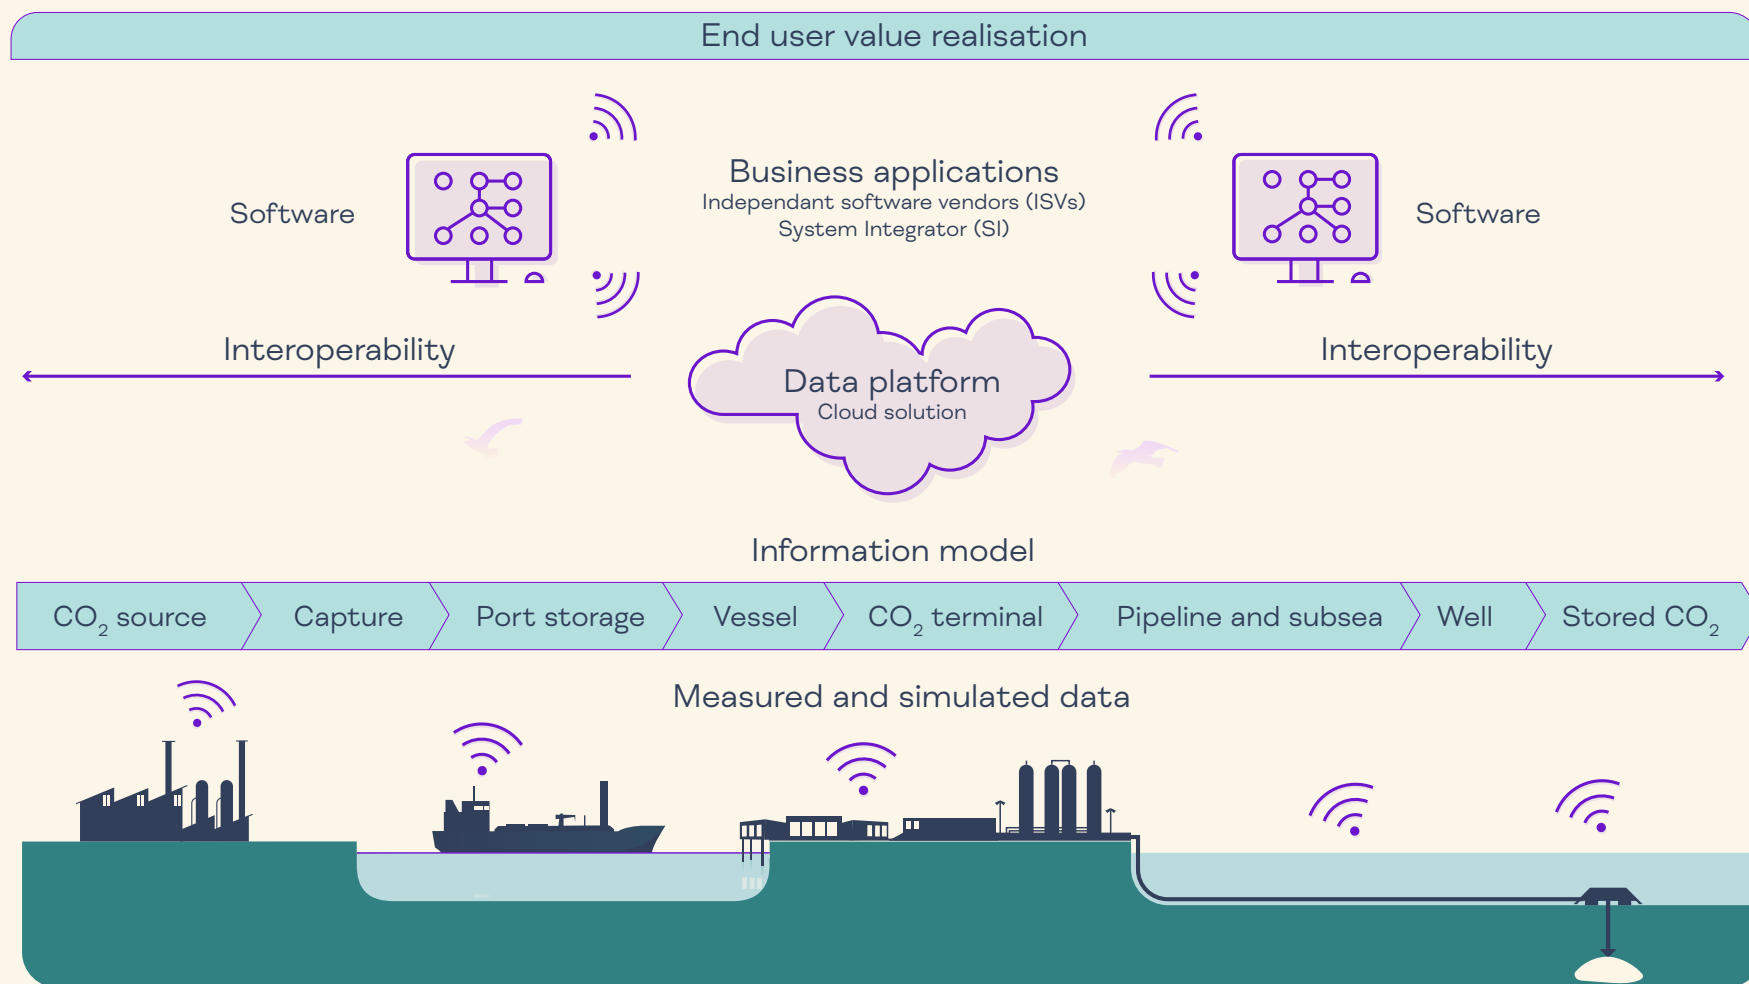 End user value realisation
Business applications
Independant software vendors (ISVs)
System Integrator (SI)
Software
Software
Interoperability
Interoperability
Data platform
Cloud solution
Information model
CO₂ source
Capture
Port storage
Vessel
CO₂ terminal
Pipeline and subsea
Well
Stored CO₂
Measured and simulated data